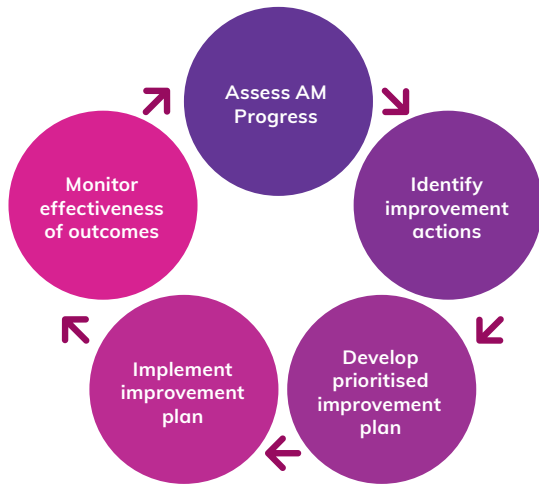 Assess AM
Progress
Identify
improvement
actions
Develop
prioritised
improvement
plan
Implement
improvement
plan
Monitor
effectiveness
of outcomes